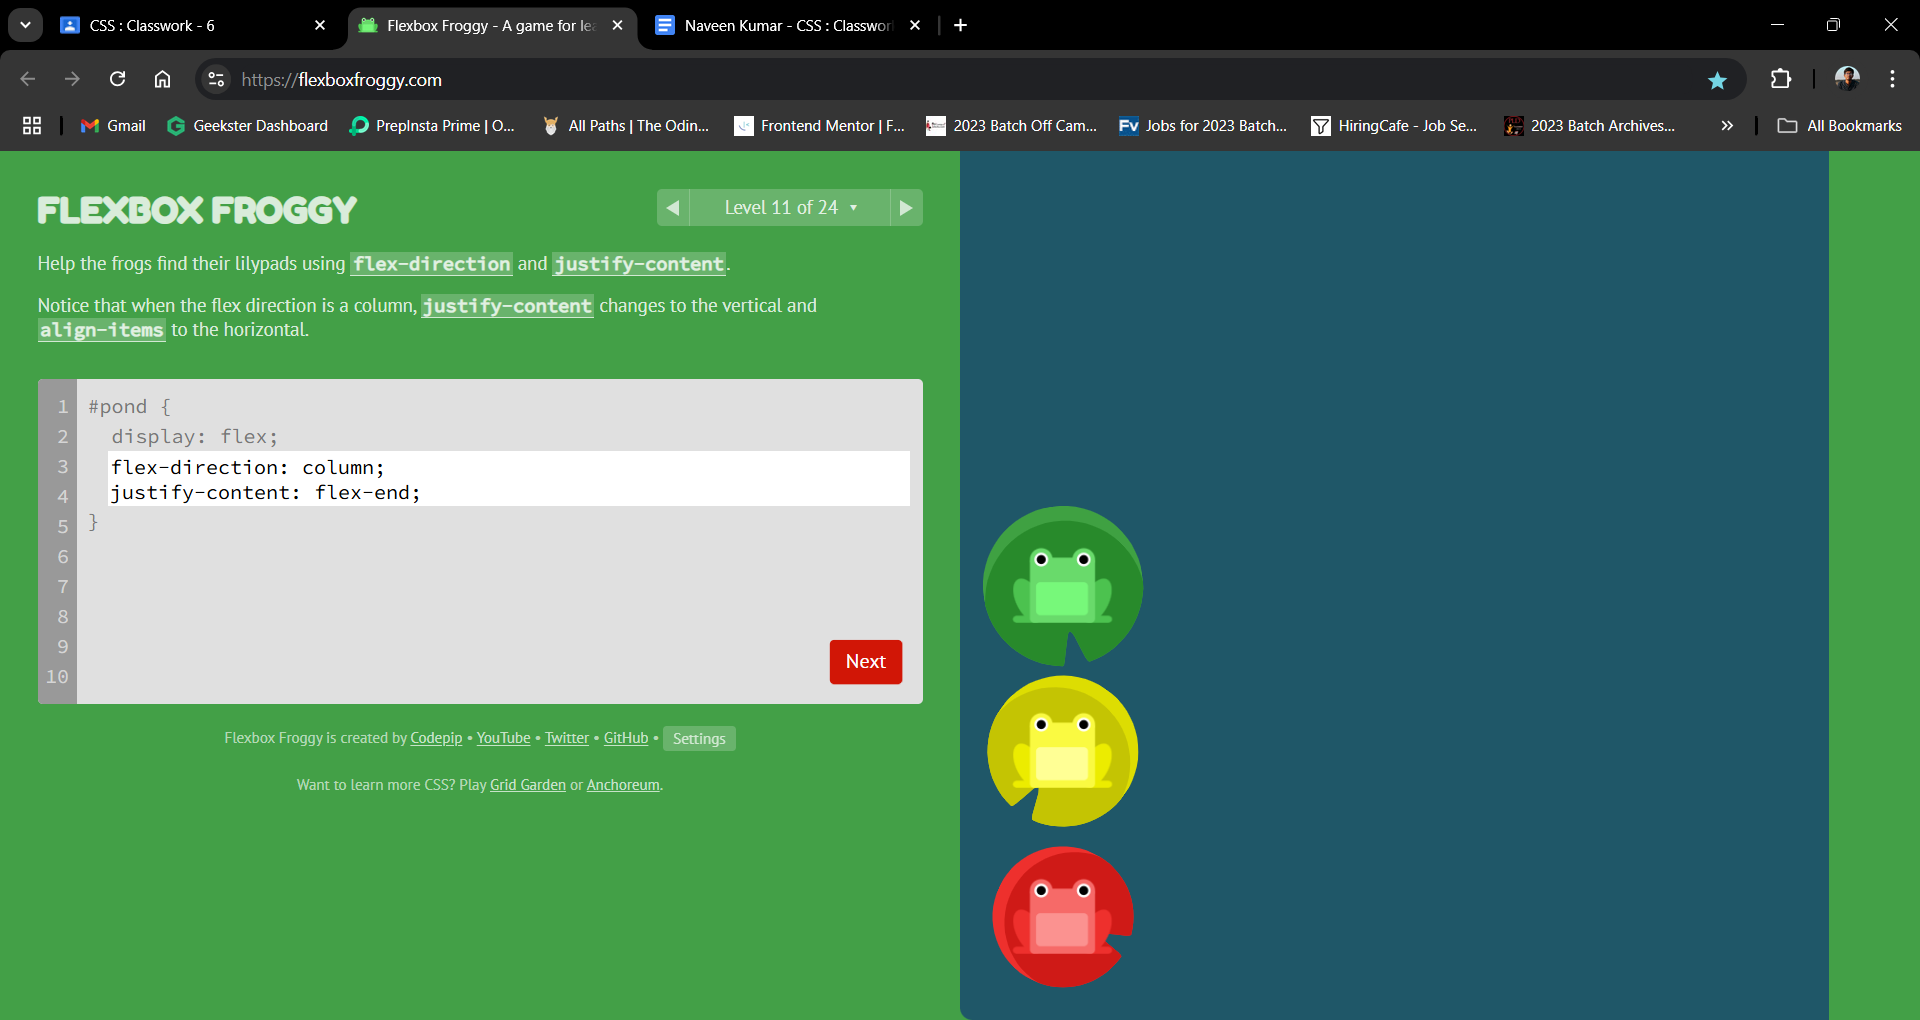 CSS : Classwork - 6
Flexbox Froggy - A game for le
Naveen Kumar - CSS : Classwor
https://flexboxfroggy.com
Gmail
Geekster Dashboard
PrepInsta Prime | O...
All Paths | The Odin...
Frontend Mentor | F...
2023 Batch Off Cam...
Fv Jobs for 2023 Batch...
HiringCafe - Job Se...
2023 Batch Archives...
All Bookmarks
FLEXBOX FROGGY
Level 11 of 24
Help the frogs find their lilypads using flex-direction and justify-content.
Notice that when the flex direction is a column, justify-content changes to the vertical and
align-items to the horizontal.
1 #pond {
2 display: flex;
3 flex-direction: column;
4 justify-content: flex-end;
5 }
6
7
8
9
10
Next
Flexbox Froggy is created by Codepip • YouTube • Twitter • GitHub • Settings
Want to learn more CSS? Play Grid Garden or Anchoreum.